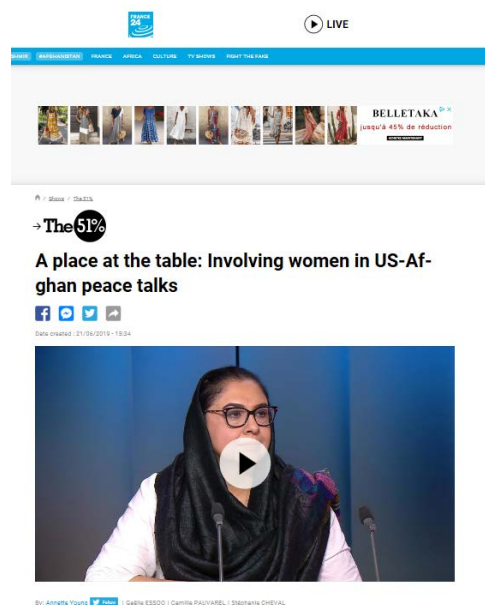 FRANCE
24
LIVE
#AFGHANISTAN FRANCE AFRICA CULTURE TV SHOWS FIGHT THE FAKE
BELLETAKA
jusqu'à 45% de réduction
/ Shows / The 51%
→ The 51%
A place at the table: Involving women in US-Af-
ghan peace talks
Date created : 21/06/2019 - 15:34
By: Annette Young Follow | Gaëlle ESSOO | Camille PAUVAREL | Stéphanie CHEVAL